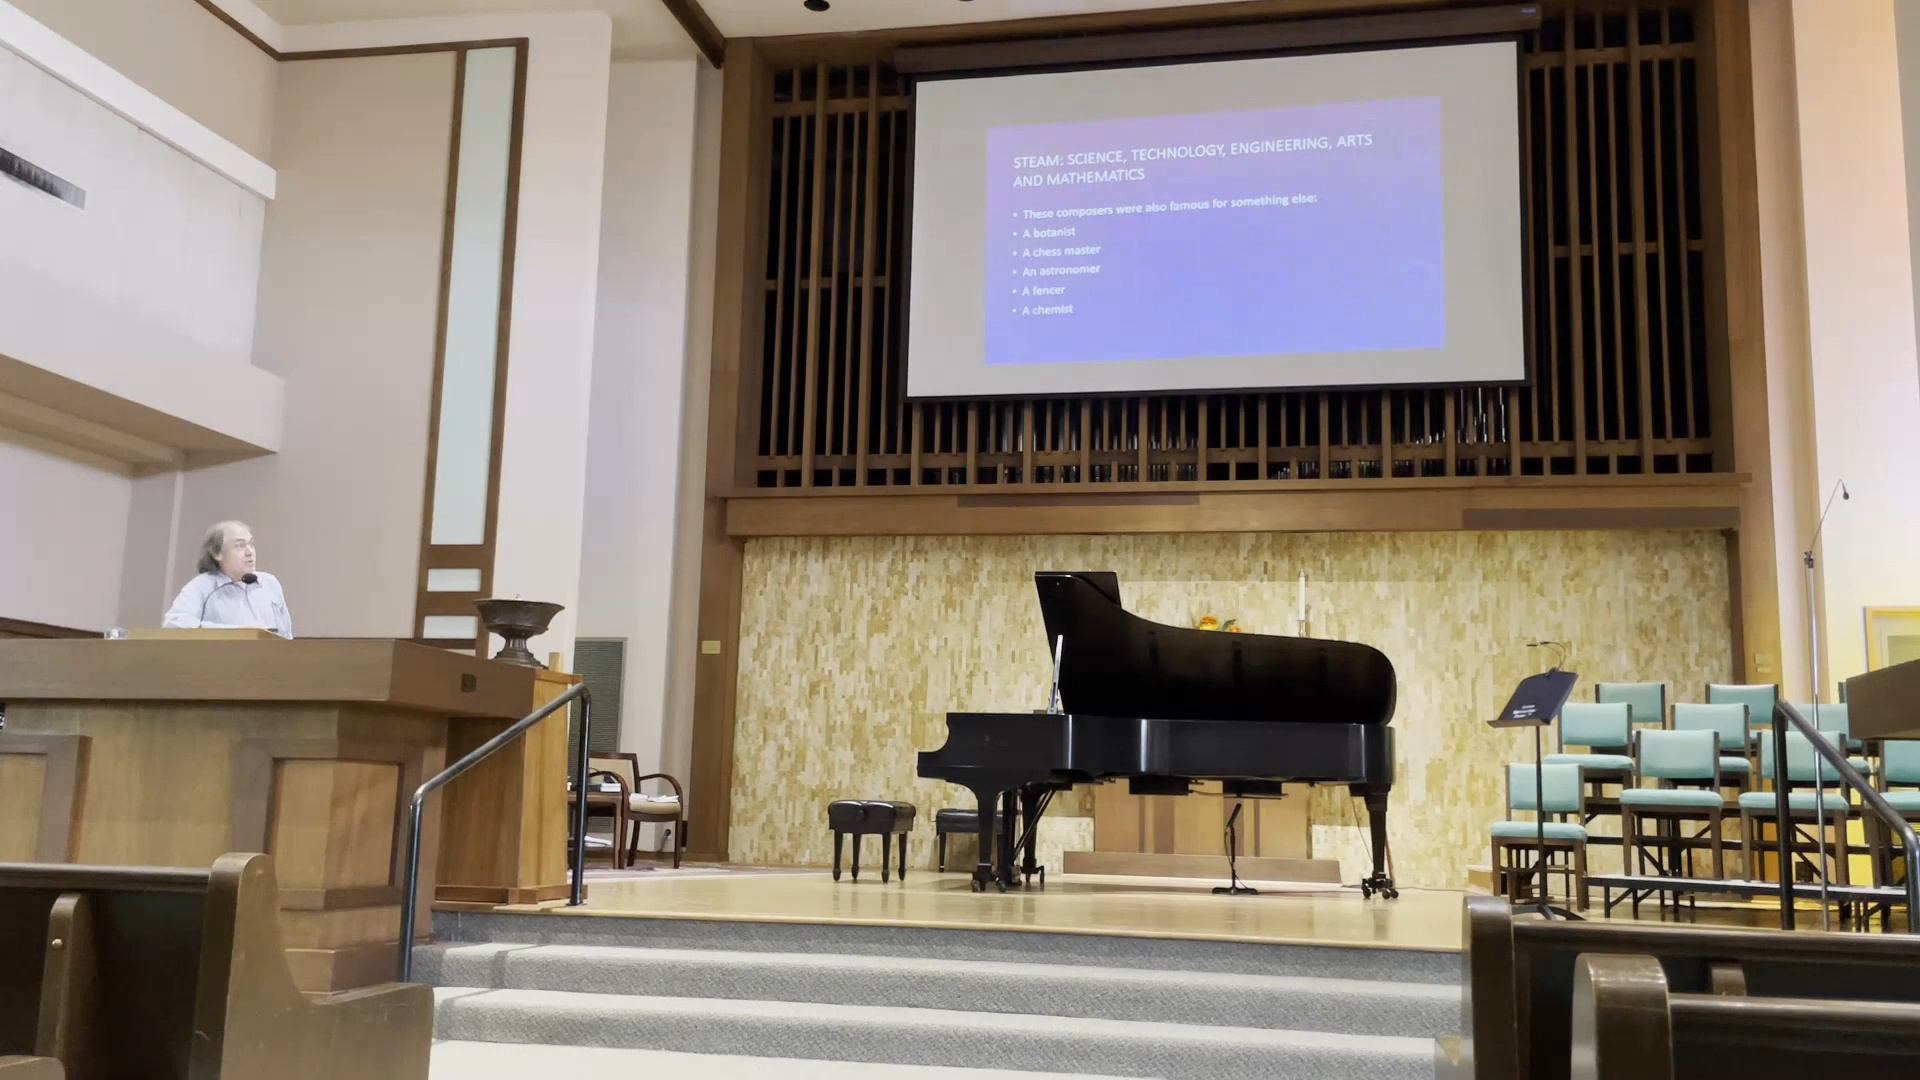 STEAM: SCIENCE, TECHNOLOGY, ENGINEERING, ARTS
AND MATHEMATICS
• These composers were also famous for something else:
• A botanist
• A chess master
• An astronomer
• A fencer
• A chemist